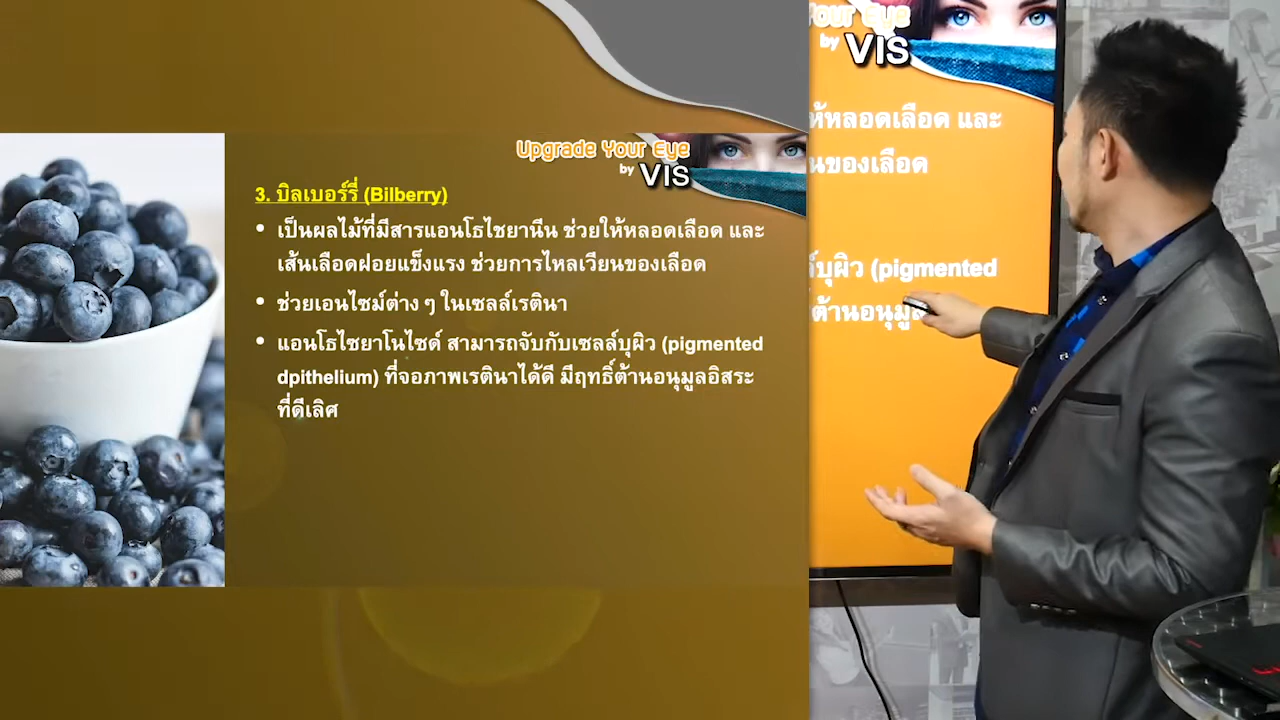 Upgrade Your Eye
by VIS
3. บิลเบอร์รี่ (Bilberry)
• เป็นผลไม้ที่มีสารแอนโธไชยานีน ช่วยให้หลอดเลือด และ
เส้นเลือดฝอยแข็งแรง ช่วยการไหลเวียนของเลือด
• ช่วยเอนไซม์ต่าง ๆ ในเซลล์เรตินา
• แอนโธไชยาโนไซด์ สามารถจับกับเซลล์บุผิว (pigmented
dpithelium) ที่จอภาพเรตินาได้ดี มีฤทธิ์ต้านอนุมูลอิสระ
ที่ดีเลิศ
Your Eye
by VIS
ให้หลอดเลือด และ
ของเลือด
บุผิว (pigmented
ต้านอนุมูล